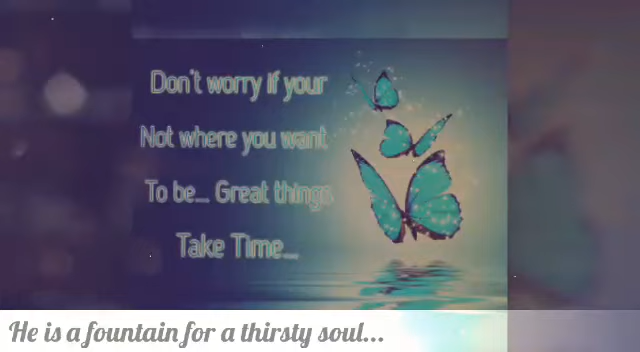 Don't worry if your
Not where you want
To be... Great things
Take Time...
He is a fountain for a thirsty soul...